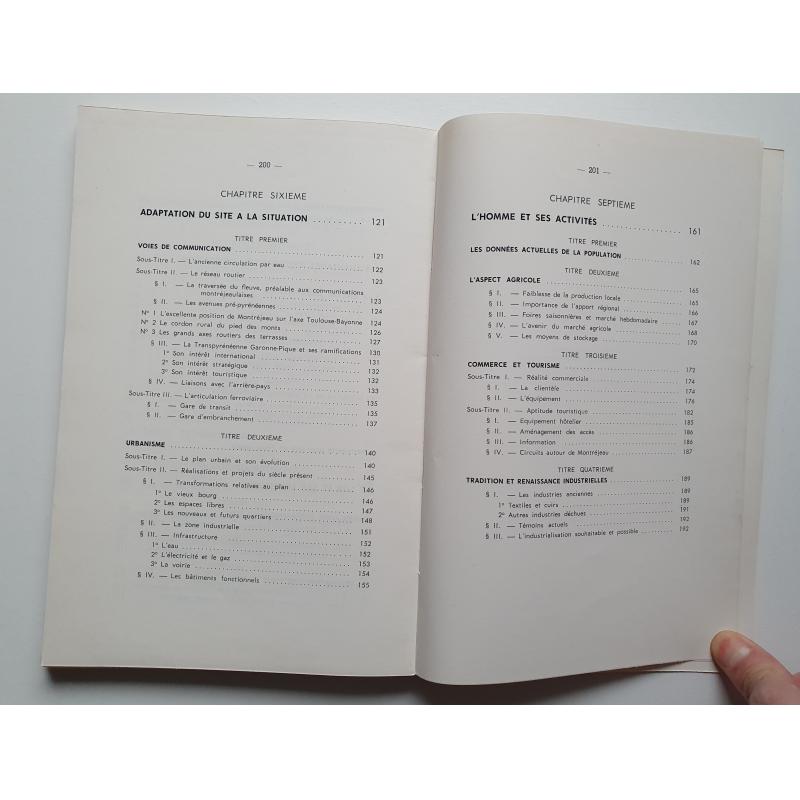 — 200 —
CHAPITRE SIXIEME
ADAPTATION DU SITE A LA SITUATION .......... 121
TITRE PREMIER
VOIES DE COMMUNICATION .......... 121
Sous-Titre I. — L'ancienne circulation par eau .......... 122
Sous-Titre II. — Le réseau routier .......... 123
§ I. — La traversée du fleuve, préalable aux communications
montréjeaulaises .......... 123
§ II. — Les avenues pré-pyrénéennes .......... 124
N° 1 L'excellente position de Montréjeau sur l'axe Toulouse-Bayonne 124
N° 2 Le cordon rural du pied des monts .......... 126
N° 3 Les grands axes routiers des terrasses .......... 127
§ III. — La Transpyrénéenne Garonne-Pique et ses ramifications 130
1° Son intérêt international .......... 131
2° Son intérêt stratégique .......... 132
3° Son intérêt touristique .......... 132
§ IV. — Liaisons avec l'arrière-pays .......... 133
Sous-Titre III. — L'articulation ferroviaire .......... 135
§ I. — Gare de transit .......... 135
§ II. — Gare d'embranchement .......... 137
TITRE DEUXIEME
URBANISME .......... 140
Sous-Titre I. — Le plan urbain et son évolution .......... 140
Sous-Titre II. — Réalisations et projets du siècle présent .......... 145
§ I. — Transformations relatives au plan .......... 146
1° Le vieux bourg .......... 146
2° Les espaces libres .......... 147
3° Les nouveaux et futurs quartiers .......... 148
§ II. — La zone industrielle .......... 151
§ III. — Infrastructure .......... 152
1° L'eau .......... 152
2° L'électricité et le gaz .......... 153
3° La voirie .......... 154
§ IV. — Les bâtiments fonctionnels .......... 155
— 201 —
CHAPITRE SEPTIEME
L'HOMME ET SES ACTIVITÉS .......... 161
TITRE PREMIER
LES DONNÉES ACTUELLES DE LA POPULATION .......... 162
TITRE DEUXIÈME
L'ASPECT AGRICOLE .......... 165
§ I. — Faiblesse de la production locale .......... 165
§ II. — Importance de l'apport régional .......... 166
§ III. — Foires saisonnières et marché hebdomadaire .......... 167
§ IV. — L'avenir du marché agricole .......... 168
§ V. — Les moyens de stockage .......... 170
TITRE TROISIEME
COMMERCE ET TOURISME .......... 172
Sous-Titre I. — Réalité commerciale .......... 174
§ I. — La clientèle .......... 174
§ II. — L'équipement .......... 176
Sous-Titre II. — Aptitude touristique .......... 182
§ I. — Equipement hôtelier .......... 185
§ II. — Aménagement des accès .......... 186
§ III. — Information .......... 186
§ IV. — Circuits autour de Montréjeau .......... 187
TITRE QUATRIEME
TRADITION ET RENAISSANCE INDUSTRIELLES .......... 189
§ I. — Les industries anciennes .......... 189
1° Textiles et cuirs .......... 189
2° Autres industries déchues .......... 191
§ II. — Témoins actuels .......... 192
§ III. — L'industrialisation souhaitable et possible .......... 192